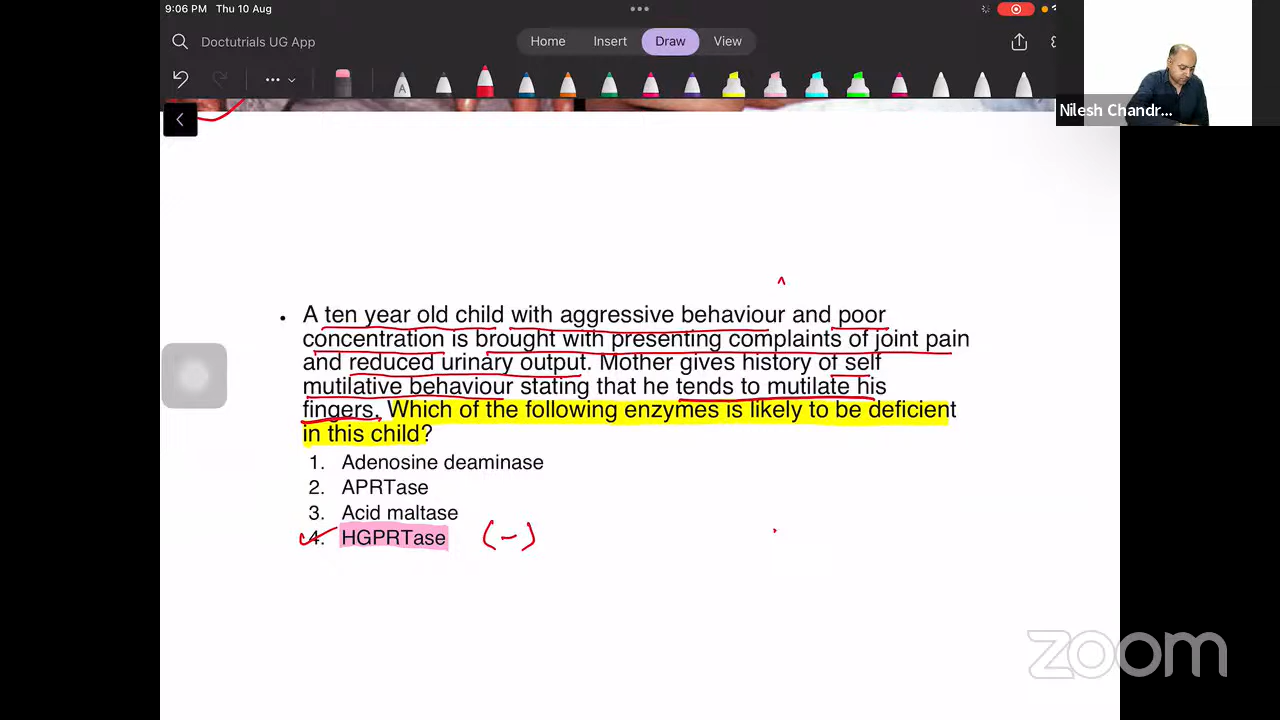 9:06 PM Thu 10 Aug
Doctutrials UG App
Home Insert Draw View
A
Nilesh Chandr...
• A ten year old child with aggressive behaviour and poor
concentration is brought with presenting complaints of joint pain
and reduced urinary output. Mother gives history of self
mutilative behaviour stating that he tends to mutilate his
fingers. Which of the following enzymes is likely to be deficient
in this child?
1. Adenosine deaminase
2. APRTase
3. Acid maltase
4. HGPRTase (-)
zoom